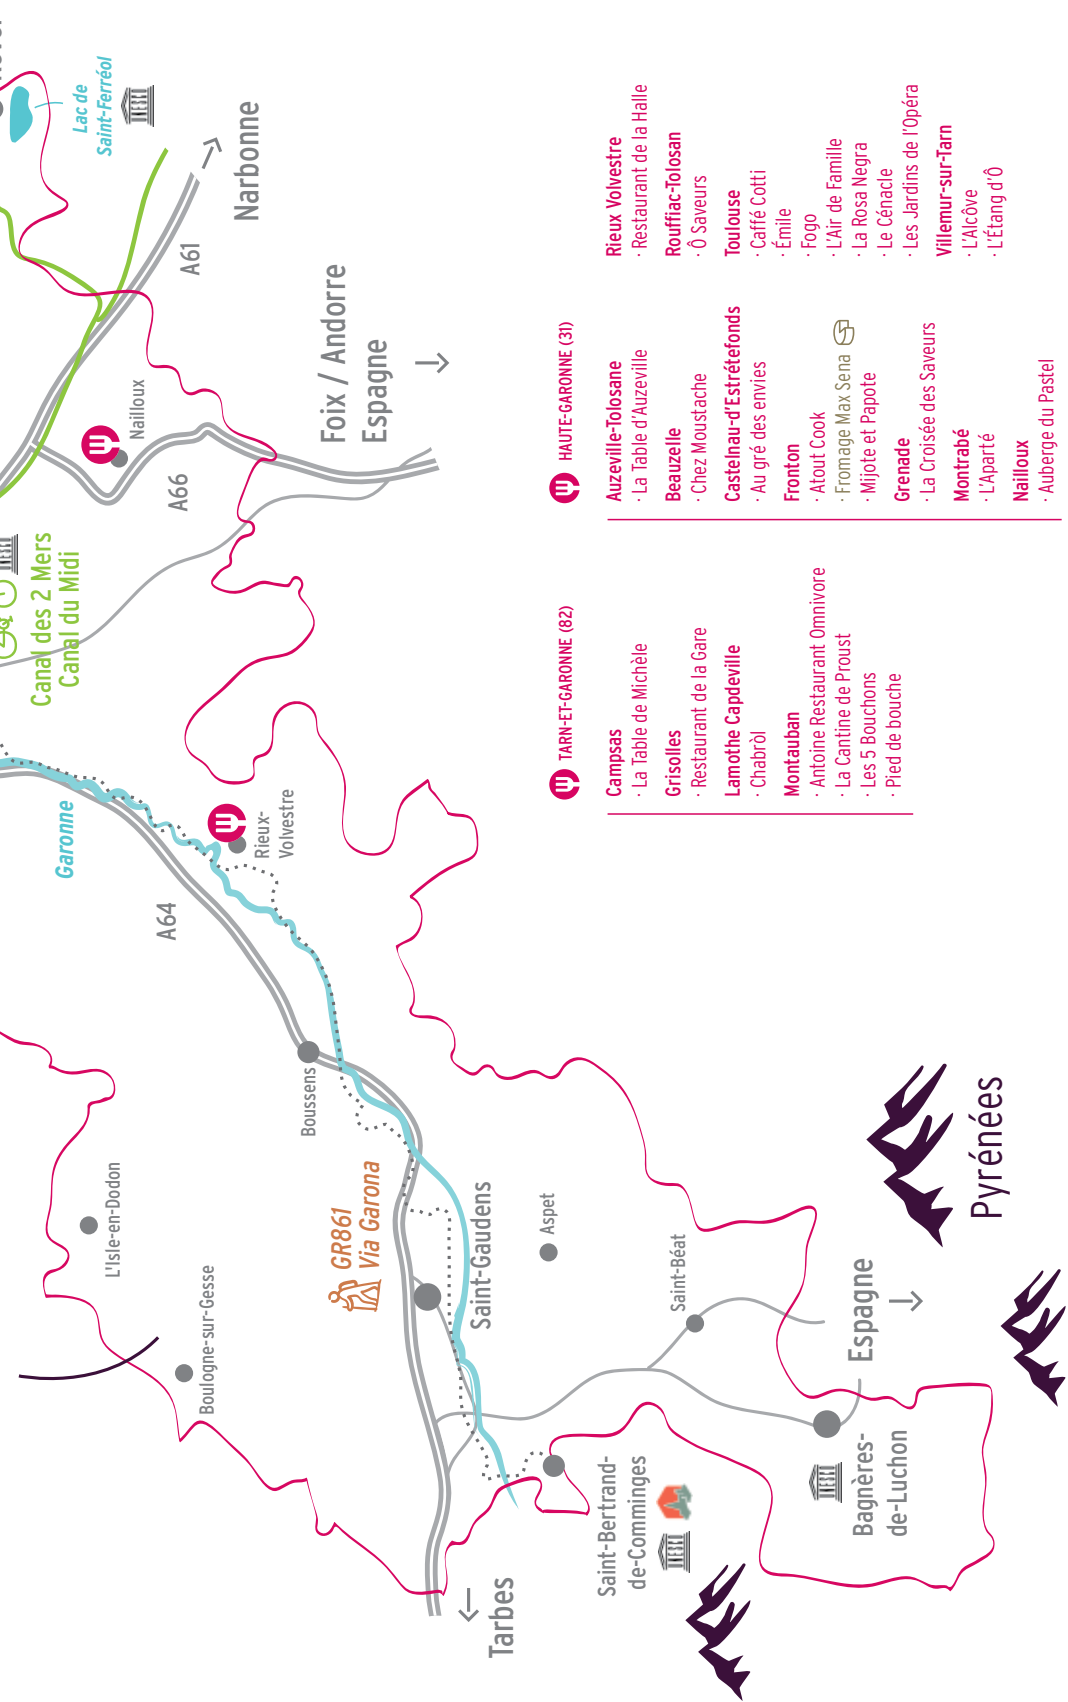 Lac de
Saint-Ferréol
UNESCO
Narbonne
A61
Nailloux
A66
Foix / Andorre
Espagne
UNESCO
Canal des 2 Mers
Canal du Midi
Garonne
A64
Rieux-
Volvestre
Boussens
L'Isle-en-Dodon
Boulogne-sur-Gesse
GR861
Via Garona
Saint-Gaudens
Aspet
Saint-Béat
Espagne
Pyrénées
Bagnères-
de-Luchon
UNESCO
Saint-Bertrand-
de-Comminges
UNESCO
Tarbes
TARN-ET-GARONNE (82)
Campsas
· La Table de Michèle
Grisolles
· Restaurant de la Gare
Lamothe Capdeville
· Chabròl
Montauban
· Antoine Restaurant Omnivore
· La Cantine de Proust
· Les 5 Bouchons
· Pied de bouche
HAUTE-GARONNE (31)
Auzeville-Tolosane
· La Table d'Auzeville
Beauzelle
· Chez Moustache
Castelnau-d'Estrétefonds
· Au gré des envies
Fronton
· Atout Cook
· Fromage Max Sena
· Mijote et Papote
Grenade
· La Croisée des Saveurs
Montrabé
· L'Aparté
Nailloux
· Auberge du Pastel
Rieux Volvestre
· Restaurant de la Halle
Rouffiac-Tolosan
· Ô Saveurs
Toulouse
· Caffé Cotti
· Émile
· Fogo
· L'Air de Famille
· La Rosa Negra
· Le Cénacle
· Les Jardins de l'Opéra
Villemur-sur-Tarn
· L'Alcôve
· L'Étang d'Ô